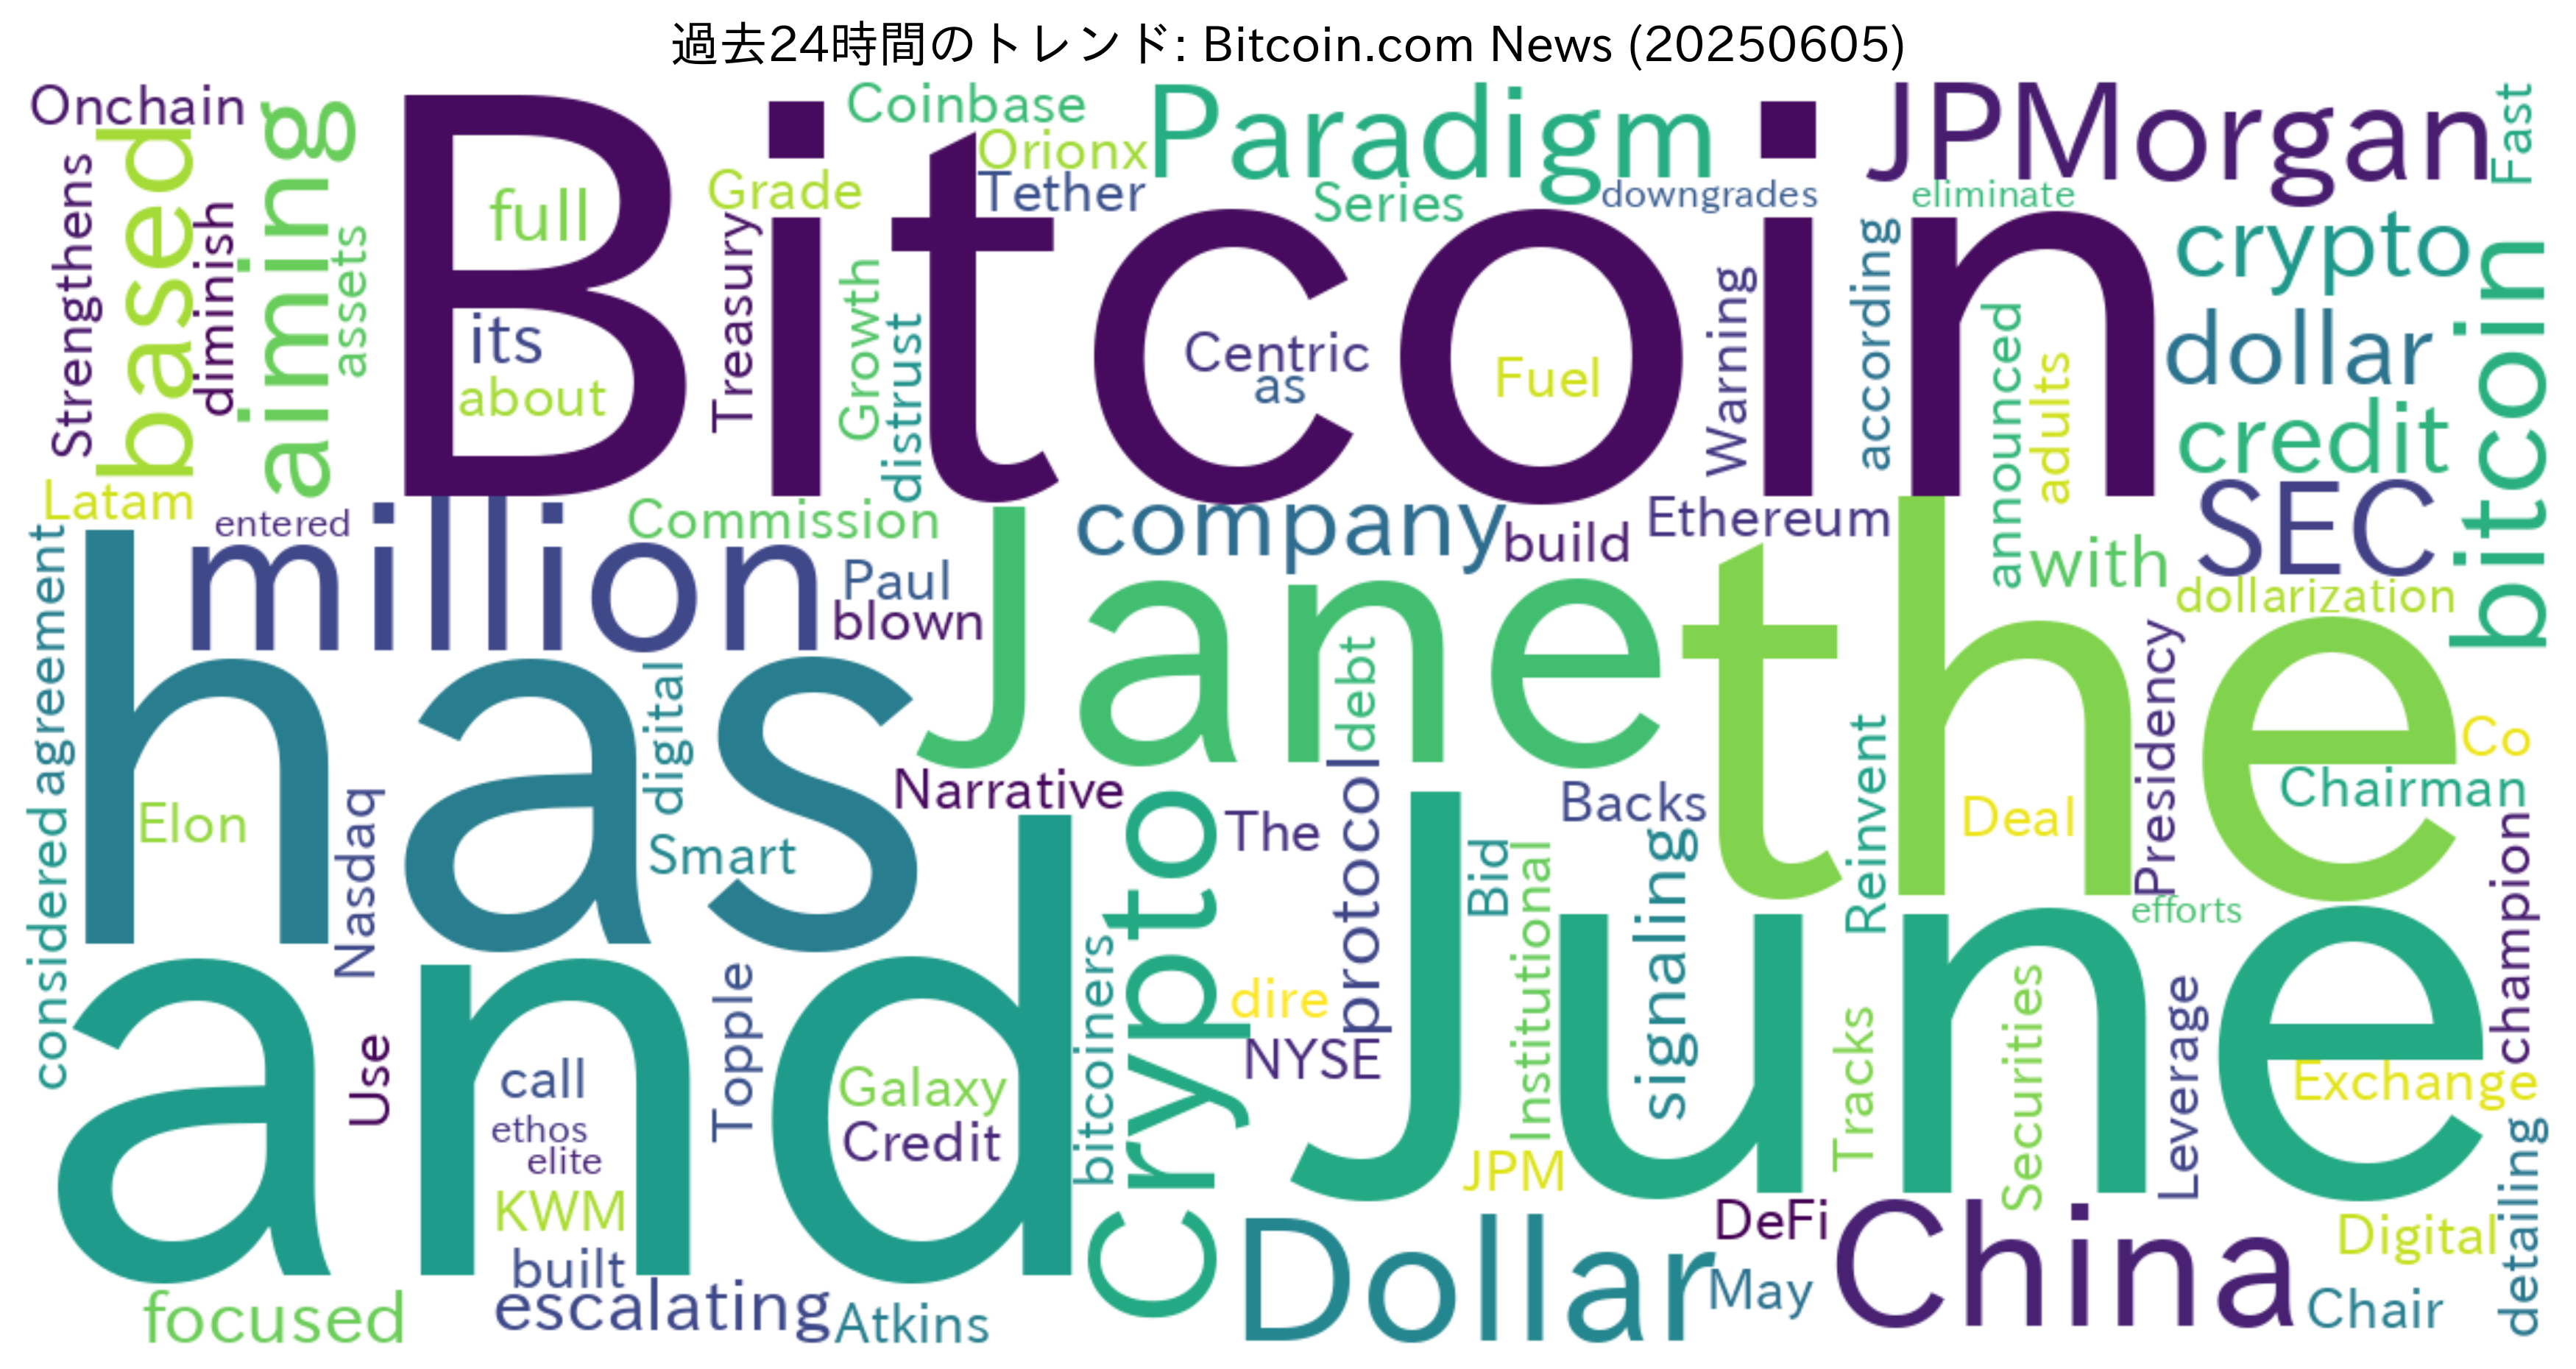 過去24時間のトレンド: Bitcoin.com News (20250605)
Onchain
Strengthens
based
diminish
aiming
assets
Bitcoin
full
its
about
Grade
Treasury
Coinbase
Orionx
Tether
Growth
distrust
Paradigm
Series
downgrades
Centric
as
Fuel
Warning
JPMorgan
eliminate
Fast
according
announced
adults
crypto
dollar
credit
bitcoin
SEC
Latam
entered
million
Commission
Paul
blown
company
build
Ethereum
with
dollarization
agreement
considered
has
Elon
Nasdaq
digital
Smart
Jane
debt
the
Presidency
Co
Chairman
Narrative
The
protocol
Backs
Reinvent
Deal
efforts
champion
and
Use
call
ethos
elite
KWM
built
Topple
Galaxy
Credit
bitcoiners
Crypto
dire
NYSE
June
Bid
Institutional
signaling
JPM
Tracks
Securities
Leverage
Exchange
detailing
focused
escalating
Atkins
Dollar
DeFi
May
China
Digital
Chair